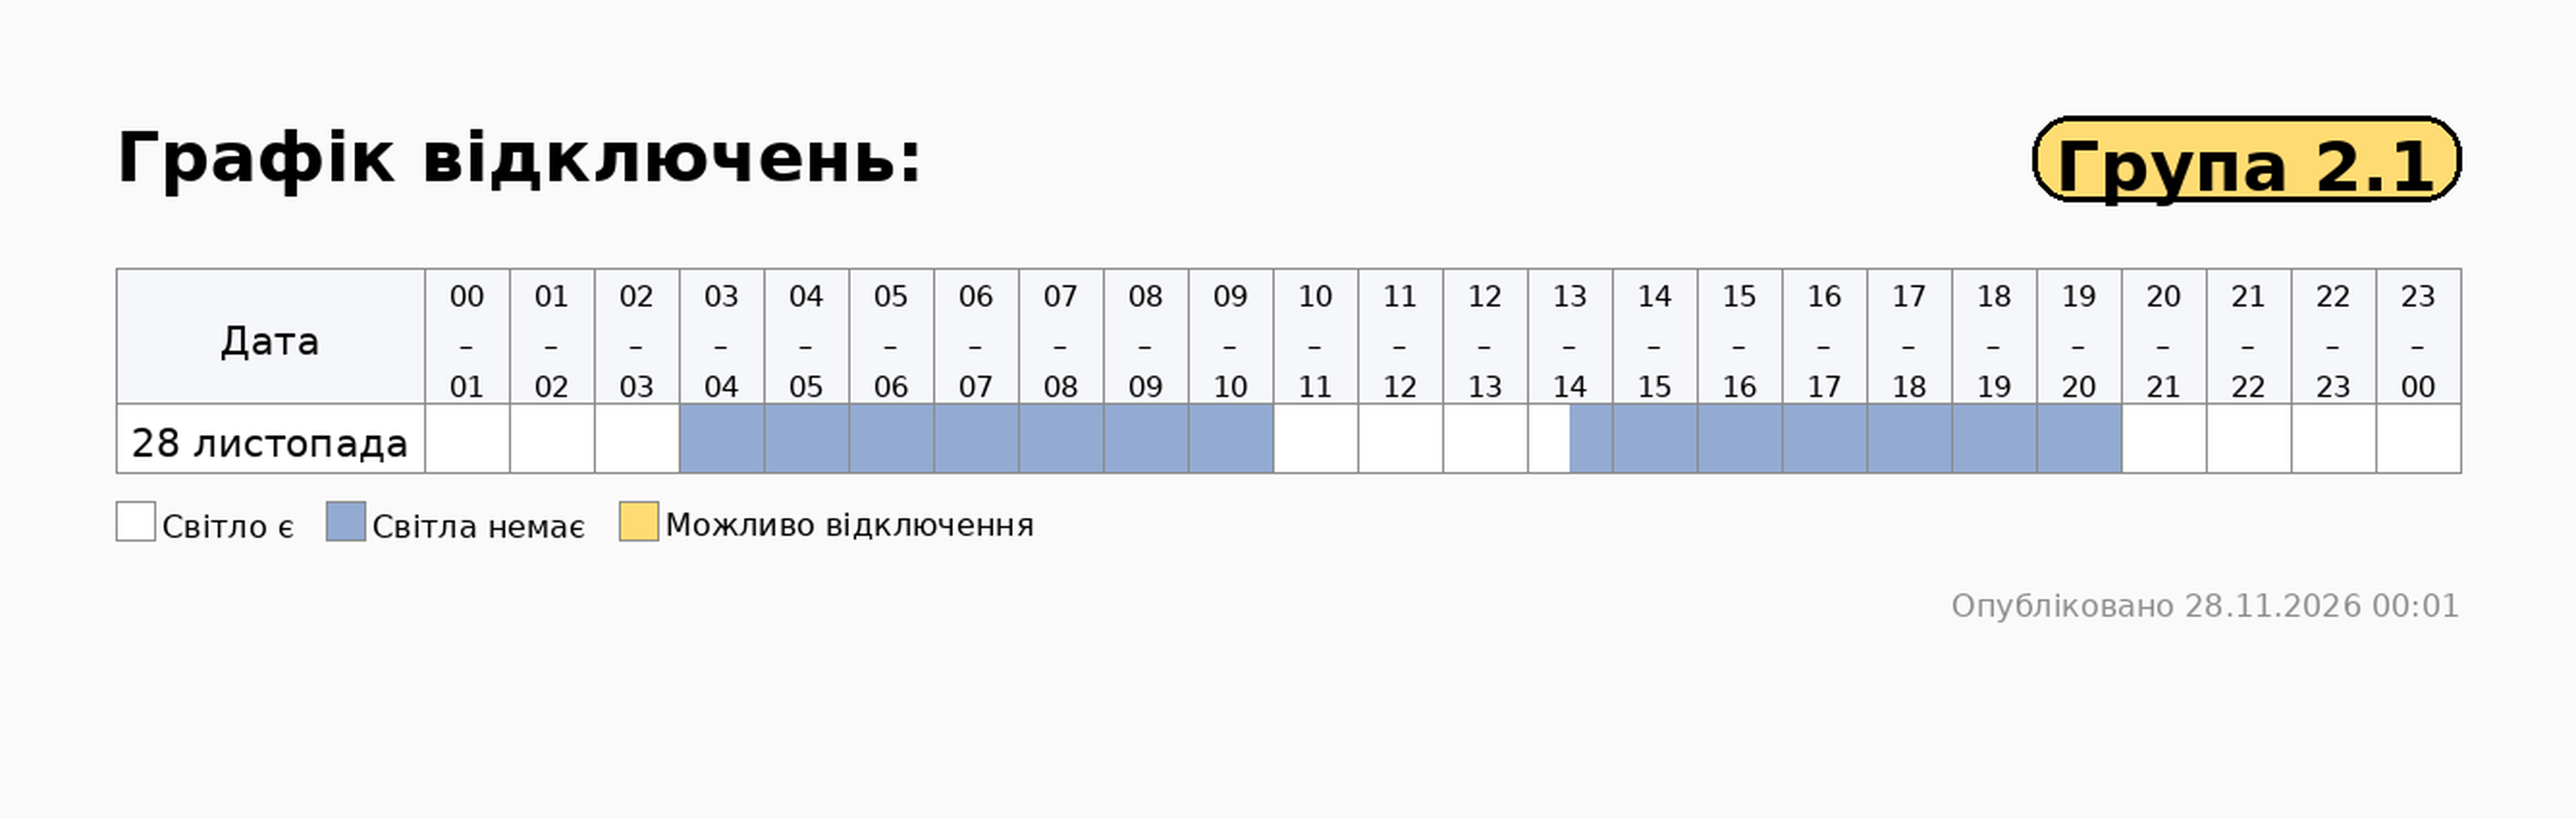 Графік відключень:
Група 2.1
Дата
00 – 01
01 – 02
02 – 03
03 – 04
04 – 05
05 – 06
06 – 07
07 – 08
08 – 09
09 – 10
10 – 11
11 – 12
12 – 13
13 – 14
14 – 15
15 – 16
16 – 17
17 – 18
18 – 19
19 – 20
20 – 21
21 – 22
22 – 23
23 – 00
28 листопада
Світло є
Світла немає
Можливо відключення
Опубліковано 28.11.2026 00:01